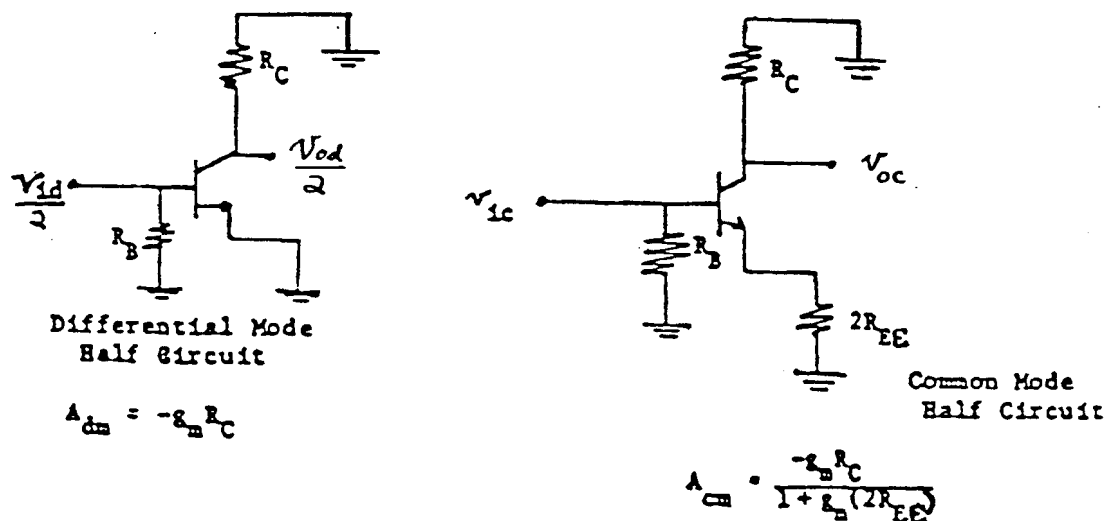 R_C
V_id/2
V_od/2
R_B
Differential Mode
Half Circuit
A_dm = -g_m R_C
R_C
v_ic
v_oc
R_B
2R_EE
Common Mode
Half Circuit
A_cm = -g_m R_C / 1 + g_m(2R_EE)